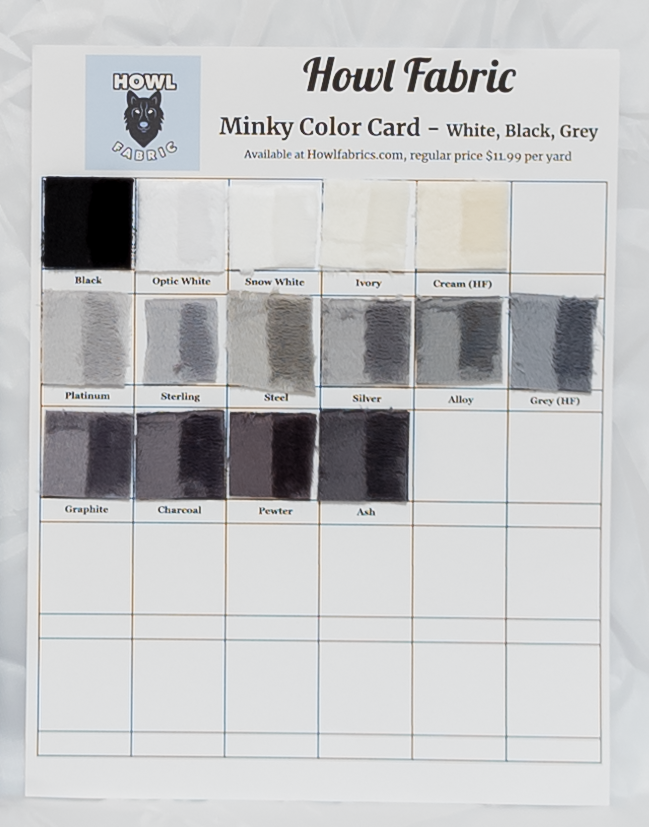 HOWL
FABRIC
Howl Fabric
Minky Color Card – White, Black, Grey
Available at Howlfabrics.com, regular price $11.99 per yard
Black Optic White Snow White Ivory Cream (HF)
Platinum Sterling Steel Silver Alloy Grey (HF)
Graphite Charcoal Pewter Ash